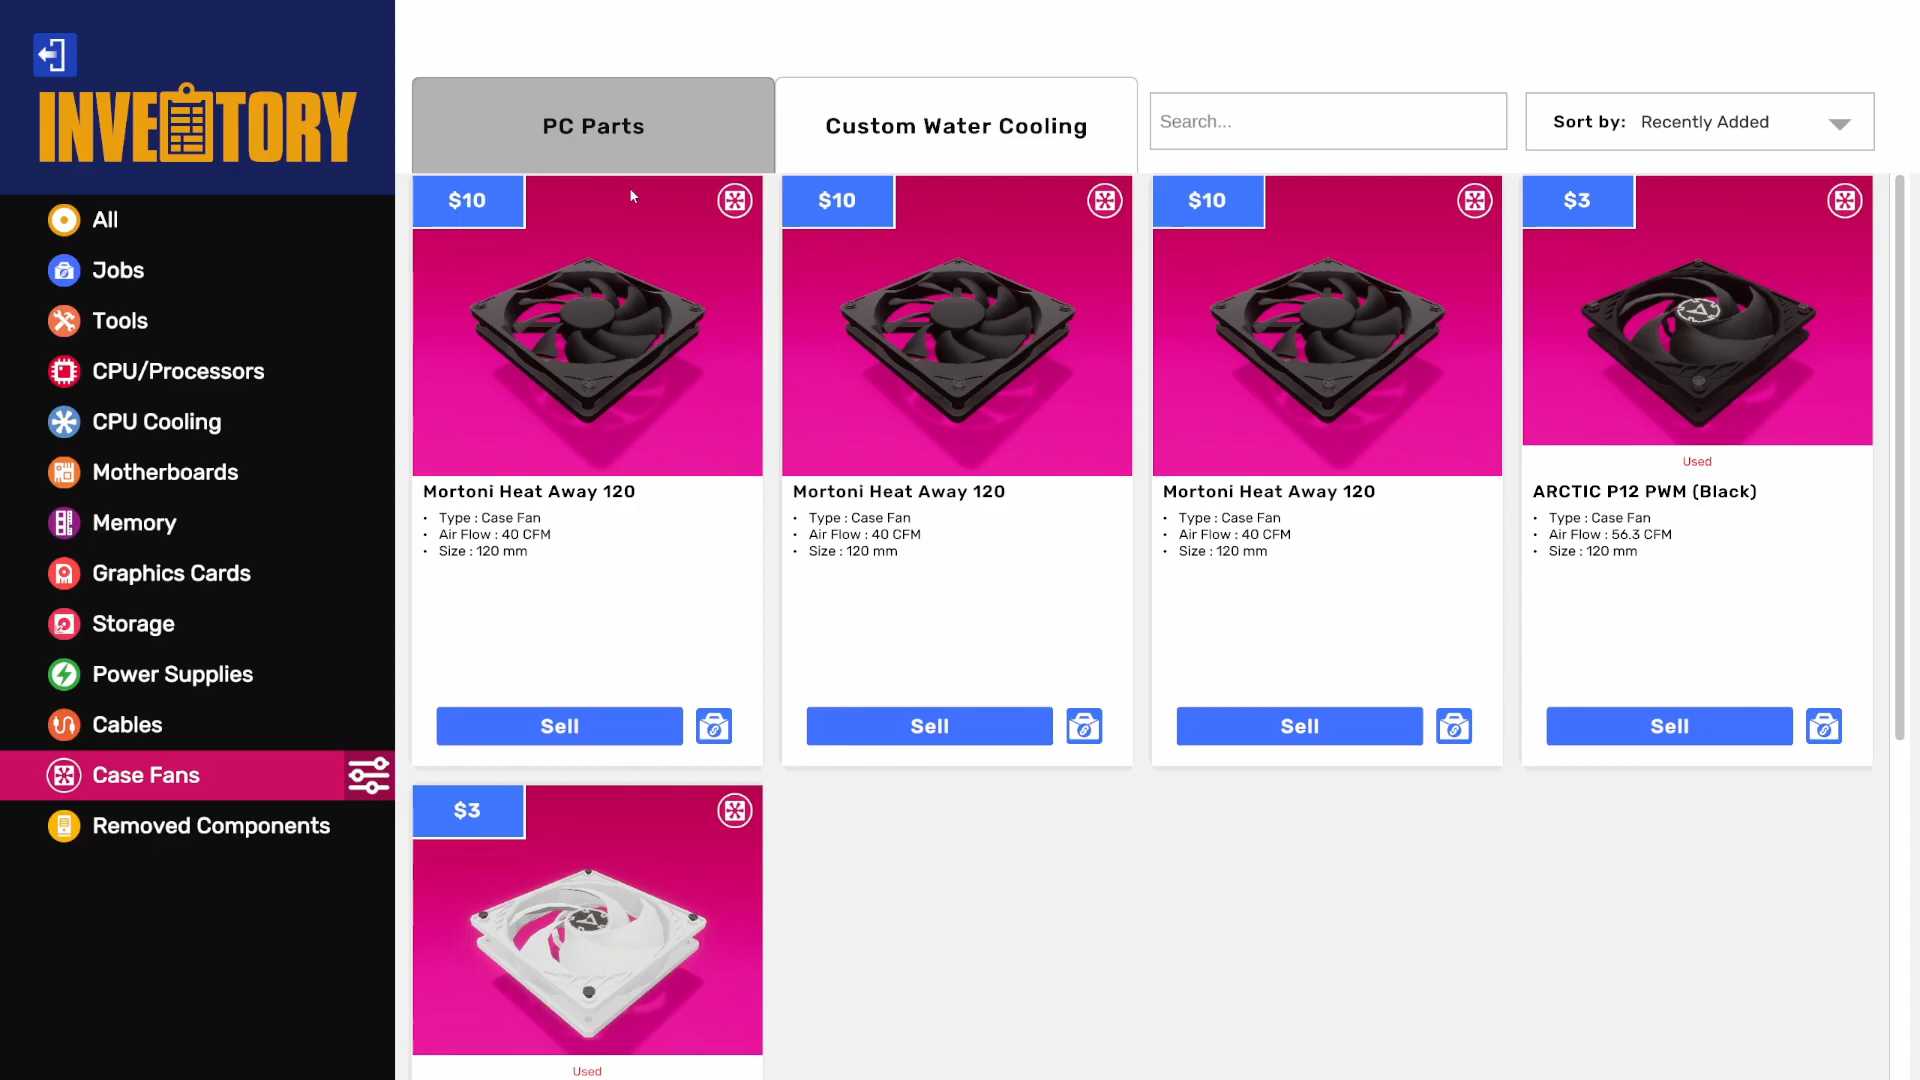 INVENTORY
All
Jobs
Tools
CPU/Processors
CPU Cooling
Motherboards
Memory
Graphics Cards
Storage
Power Supplies
Cables
Case Fans
Removed Components
PC Parts
Custom Water Cooling
Search...
Sort by: Recently Added
$10
Mortoni Heat Away 120
• Type : Case Fan
• Air Flow : 40 CFM
• Size : 120 mm
Sell
$10
Mortoni Heat Away 120
• Type : Case Fan
• Air Flow : 40 CFM
• Size : 120 mm
Sell
$10
Mortoni Heat Away 120
• Type : Case Fan
• Air Flow : 40 CFM
• Size : 120 mm
Sell
$3
Used
ARCTIC P12 PWM (Black)
• Type : Case Fan
• Air Flow : 56.3 CFM
• Size : 120 mm
Sell
$3
Used